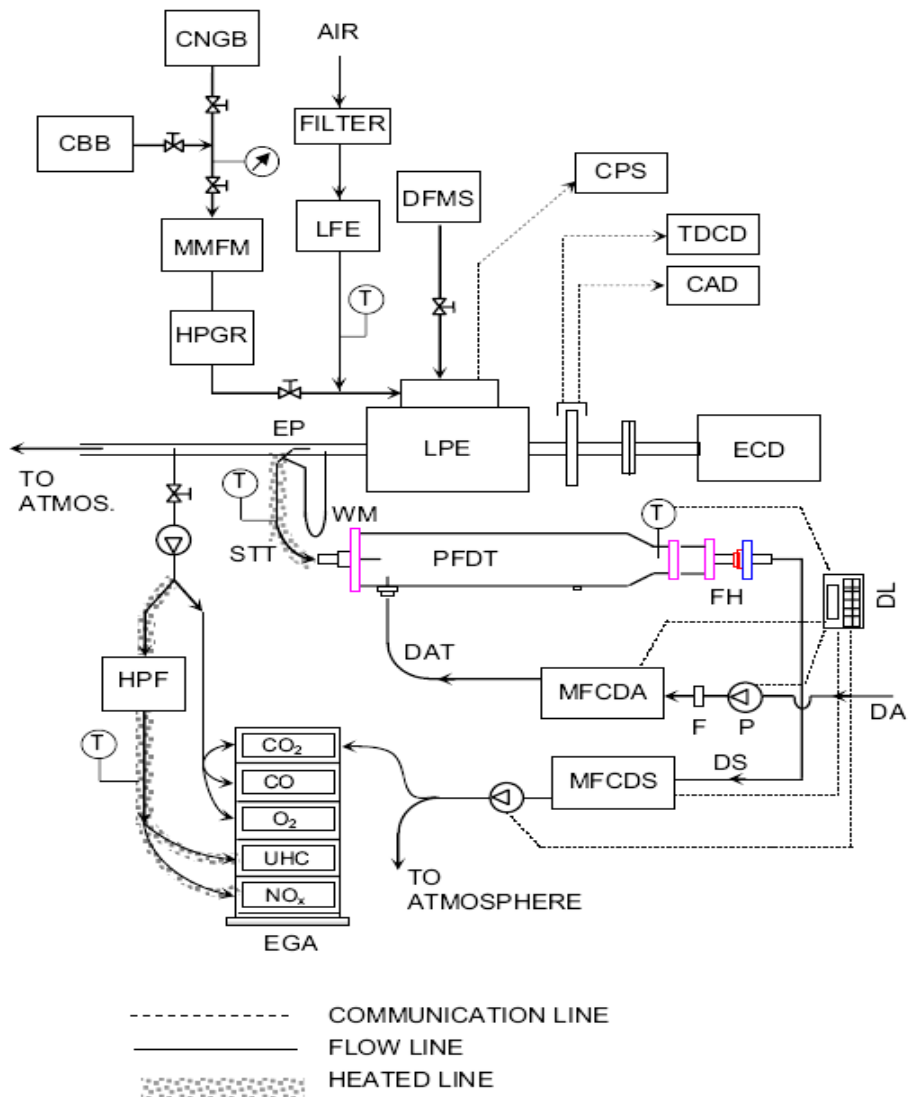 CNGB
AIR
CBB
FILTER
CPS
DFMS
LFE
TDCD
MMFM
CAD
T
HPGR
EP
LPE
ECD
TO
ATMOS.
T
WM
T
STT
PFDT
FH
DL
DAT
HPF
MFCDA
F
P
DA
T
CO₂
DS
MFCDS
CO
O₂
UHC
TO
ATMOSPHERE
NOₓ
EGA
COMMUNICATION LINE
FLOW LINE
HEATED LINE